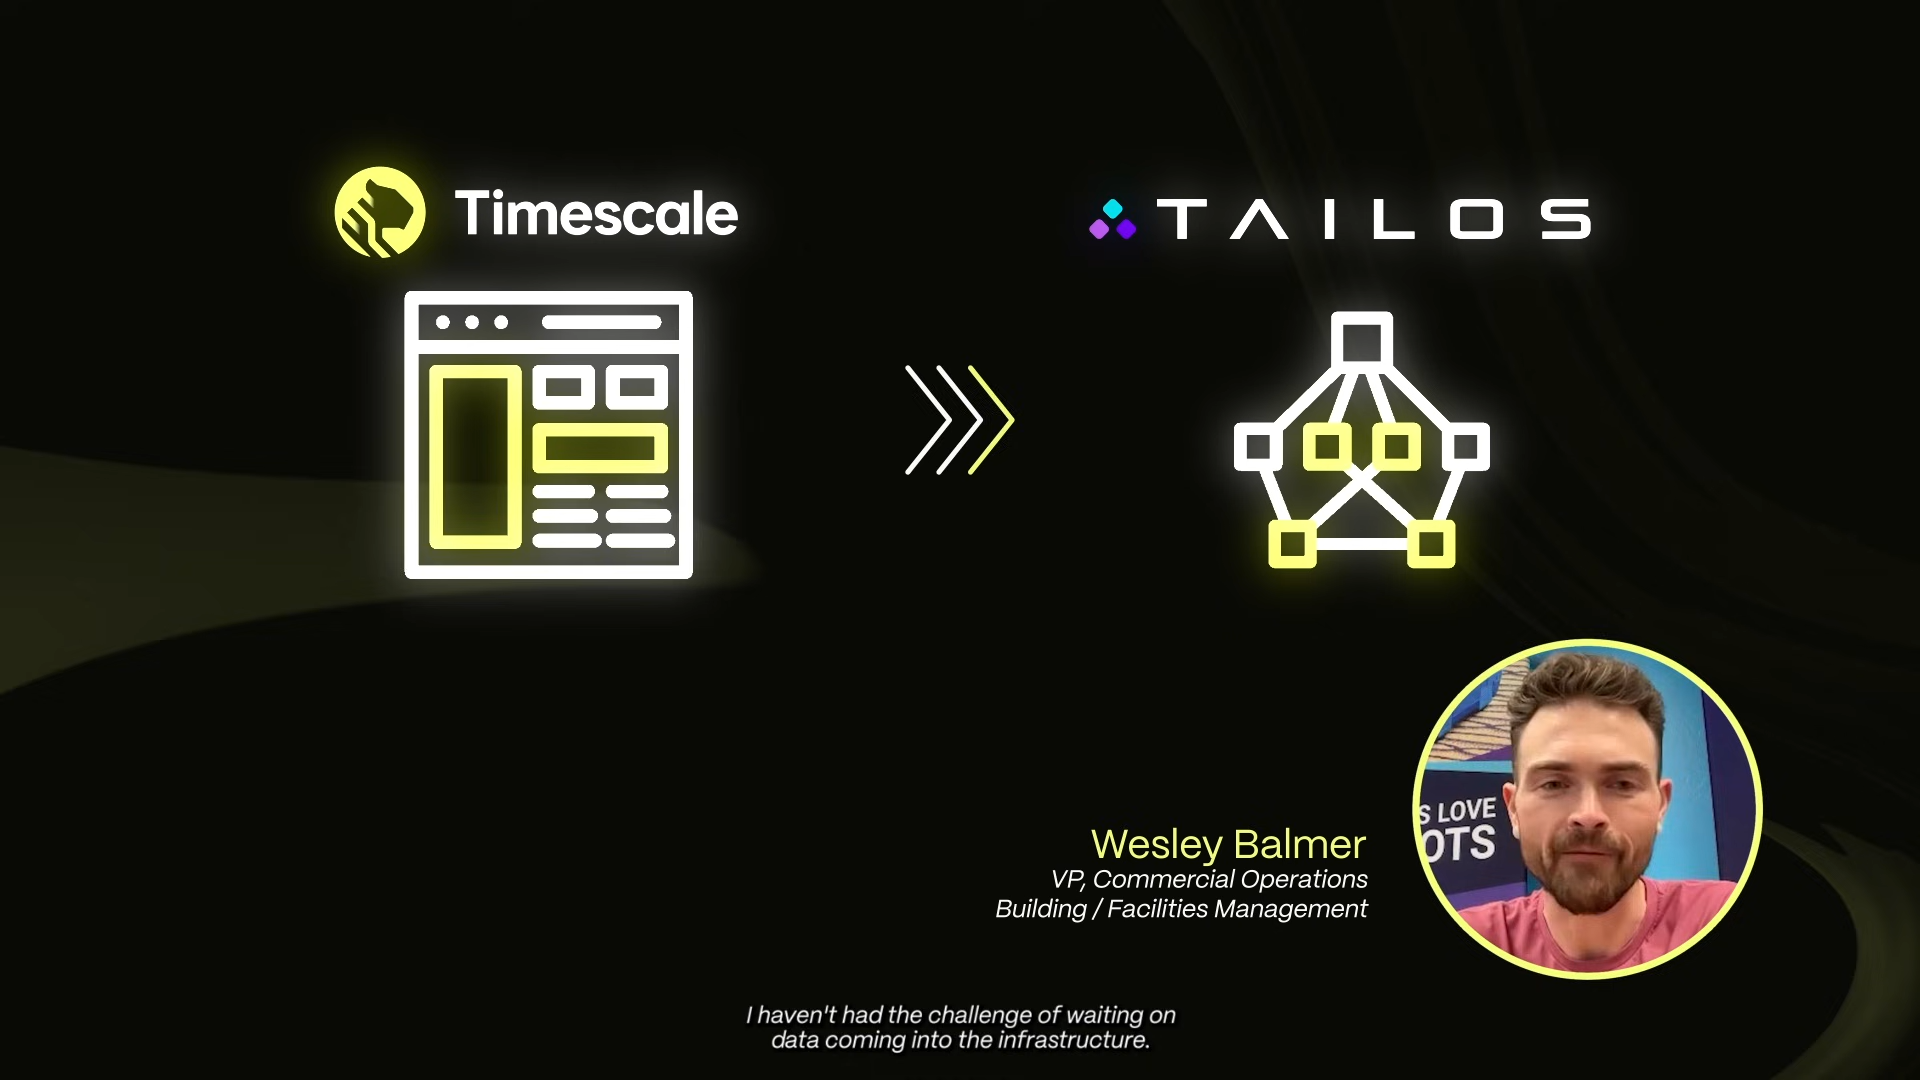 Timescale
TAILOS
S LOVE
OTS
Wesley Balmer
VP, Commercial Operations
Building / Facilities Management
I haven't had the challenge of waiting on
data coming into the infrastructure.